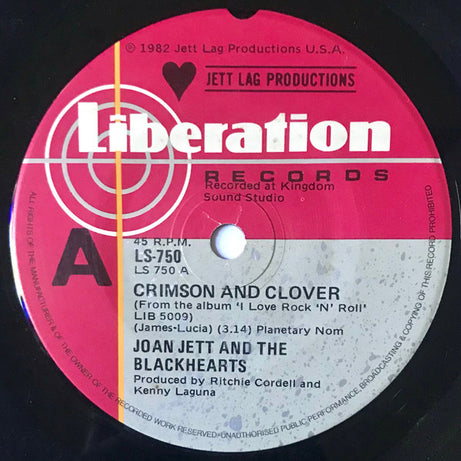 ℗ 1982 Jett Lag Productions U.S.A.
JETT LAG PRODUCTIONS
Liberation
RECORDS
Recorded at Kingdom
Sound Studio
A
45 R.P.M.
LS-750
LS 750 A
CRIMSON AND CLOVER
(From the album 'I Love Rock 'N' Roll'
LIB 5009)
(James-Lucia) (3.14) Planetary Nom
JOAN JETT AND THE
BLACKHEARTS
Produced by Ritchie Cordell and
Kenny Laguna
ALL RIGHTS OF THE MANUFACTURER & OF THE OWNER OF THE RECORDED WORK RESERVED-UNAUTHORISED PUBLIC PERFORMANCE, BROADCASTING & COPYING OF THIS RECORD PROHIBITED